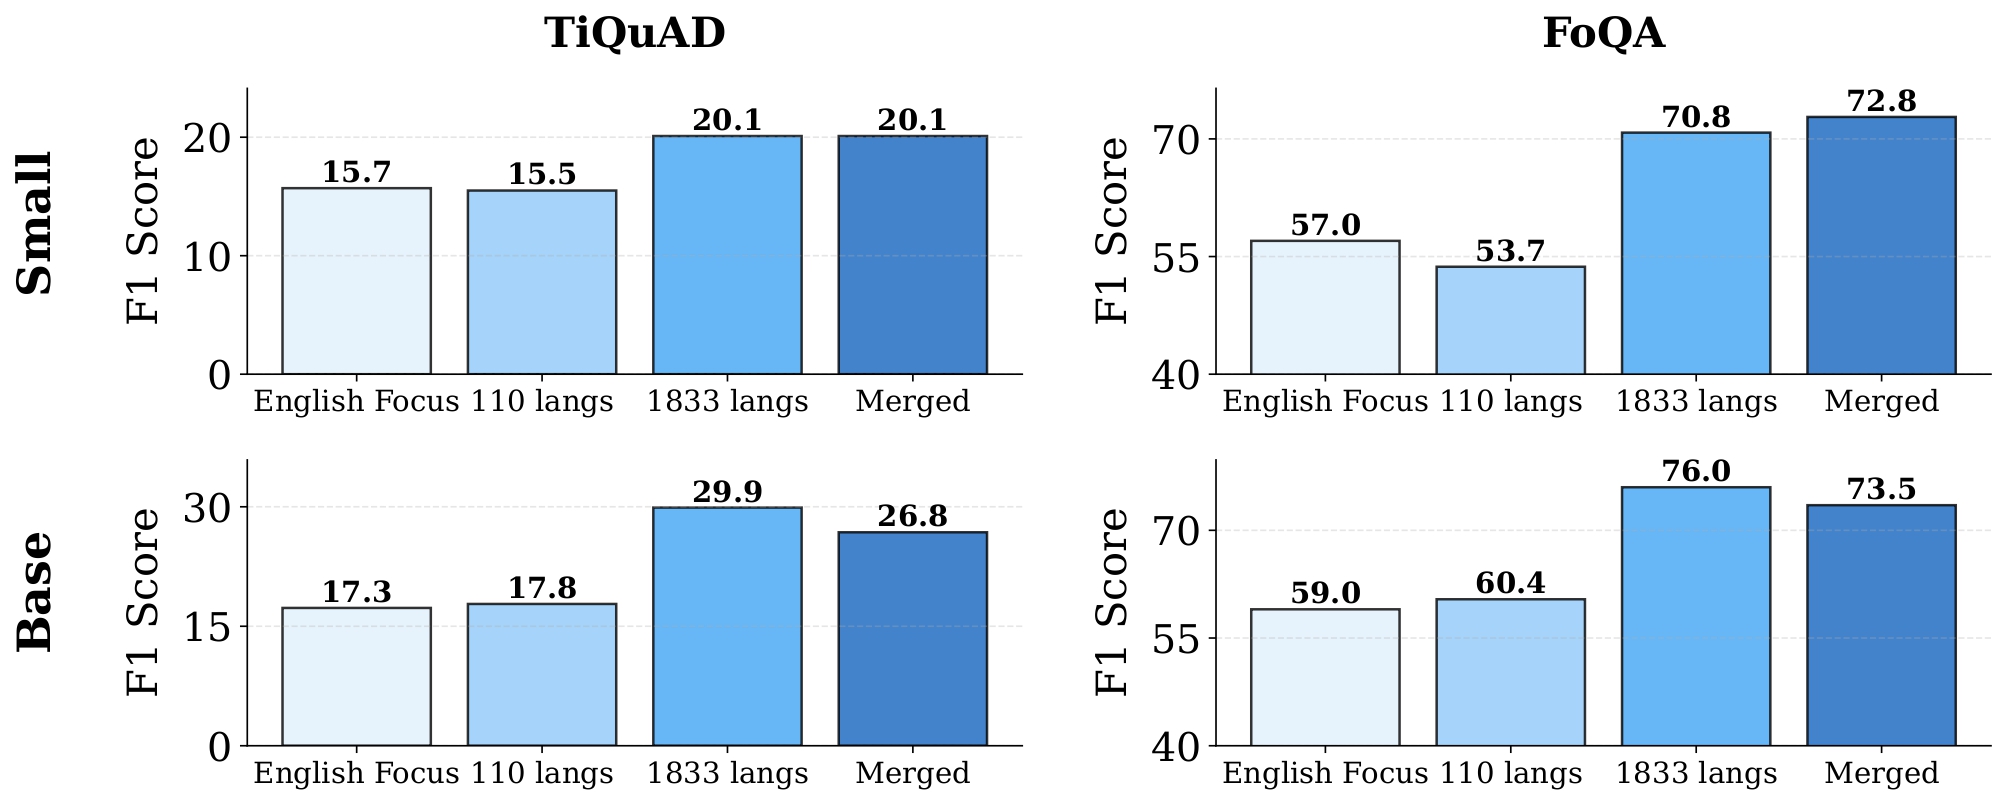 TiQuAD
FoQA
Small
F1 Score
20
10
0
15.7
15.5
20.1
20.1
English Focus
110 langs
1833 langs
Merged
F1 Score
70
55
40
57.0
53.7
70.8
72.8
English Focus
110 langs
1833 langs
Merged
Base
F1 Score
30
15
0
17.3
17.8
29.9
26.8
English Focus
110 langs
1833 langs
Merged
F1 Score
70
55
40
59.0
60.4
76.0
73.5
English Focus
110 langs
1833 langs
Merged